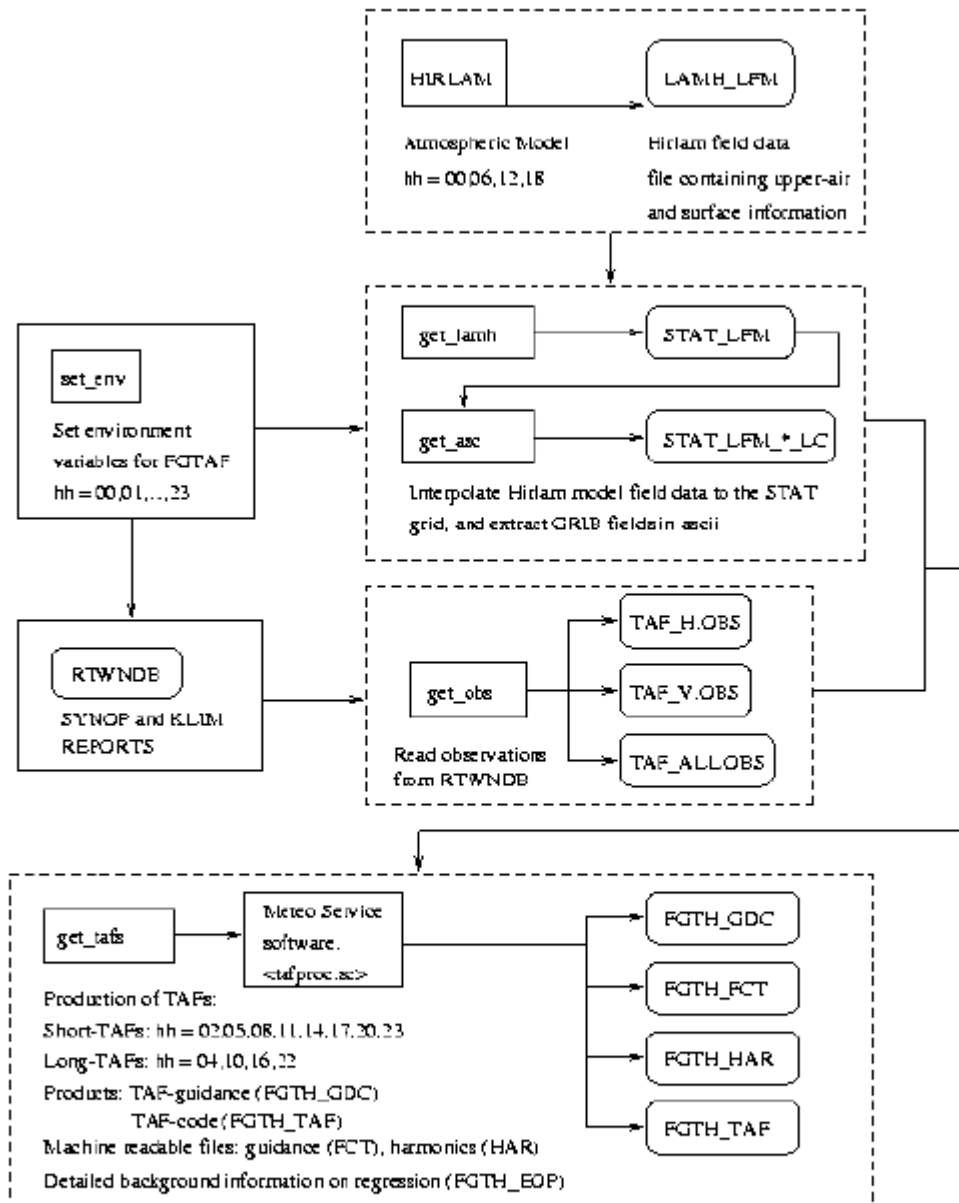 HIRLAM
LAMH_LFM
Atmospheric Model
hh = 00,06,12,18
Hirlam field data
file containing upper-air
and surface information
get_lamh
STAT_LFM
set_env
Set environment
variables for FGTAF
hh = 00,01,..,23
get_asc
STAT_LFM_*_LC
Interpolate Hirlam model field data to the STAT
grid, and extract GRIB fields in ascii
RTWNDB
SYNOP and KLIM
REPORTS
get_obs
TAF_H.OBS
TAF_V.OBS
TAF_ALL.OBS
Read observations
from RTWNDB
get_tafs
Meteo Service
software.
<tafproc.sc>
FGTH_GDC
FGTH_FCT
FGTH_HAR
FGTH_TAF
Production of TAFs:
Short-TAFs: hh = 02,05,08,11,14,17,20,23
Long-TAFs: hh = 04,10,16,22
Products: TAF-guidance (FGTH_GDC)
TAF-code (FGTH_TAF)
Machine readable files: guidance (FCT), harmonics (HAR)
Detailed background information on regression (FGTH_EOP)